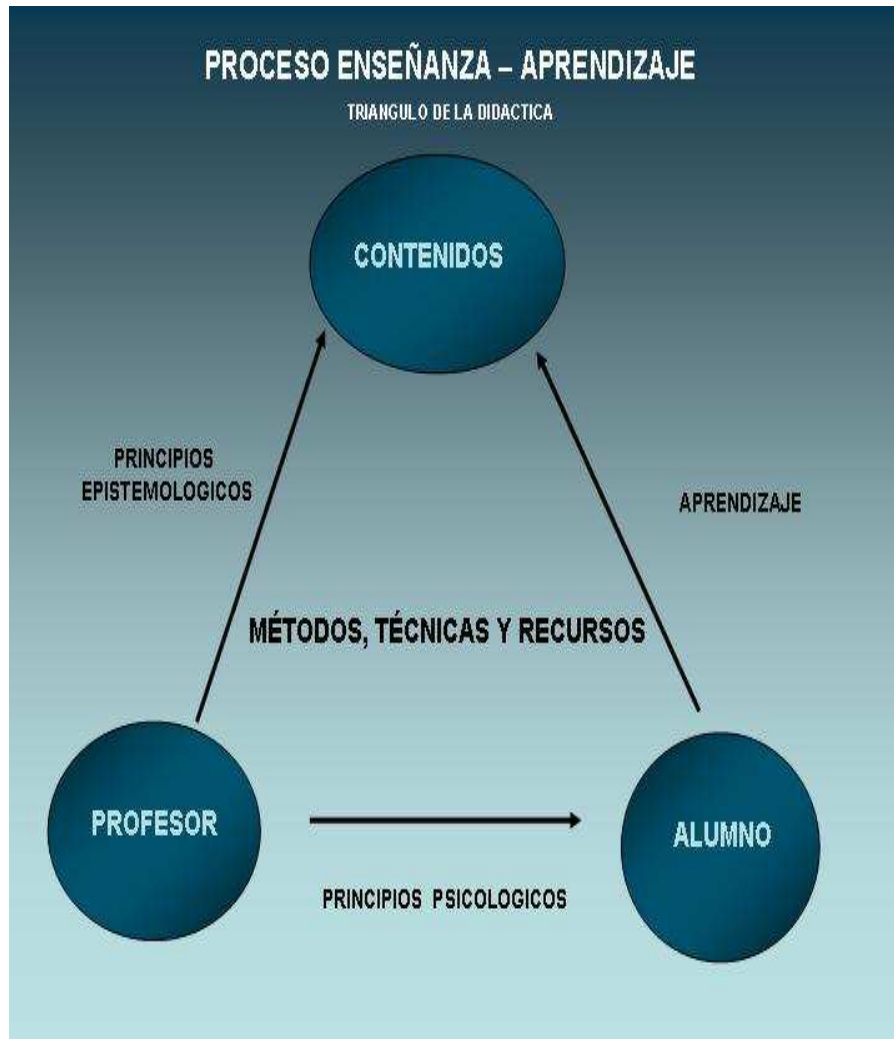 PROCESO ENSEÑANZA – APRENDIZAJE
TRIANGULO DE LA DIDACTICA
CONTENIDOS
PRINCIPIOS
EPISTEMOLOGICOS
APRENDIZAJE
MÉTODOS, TÉCNICAS Y RECURSOS
PROFESOR
ALUMNO
PRINCIPIOS PSICOLOGICOS